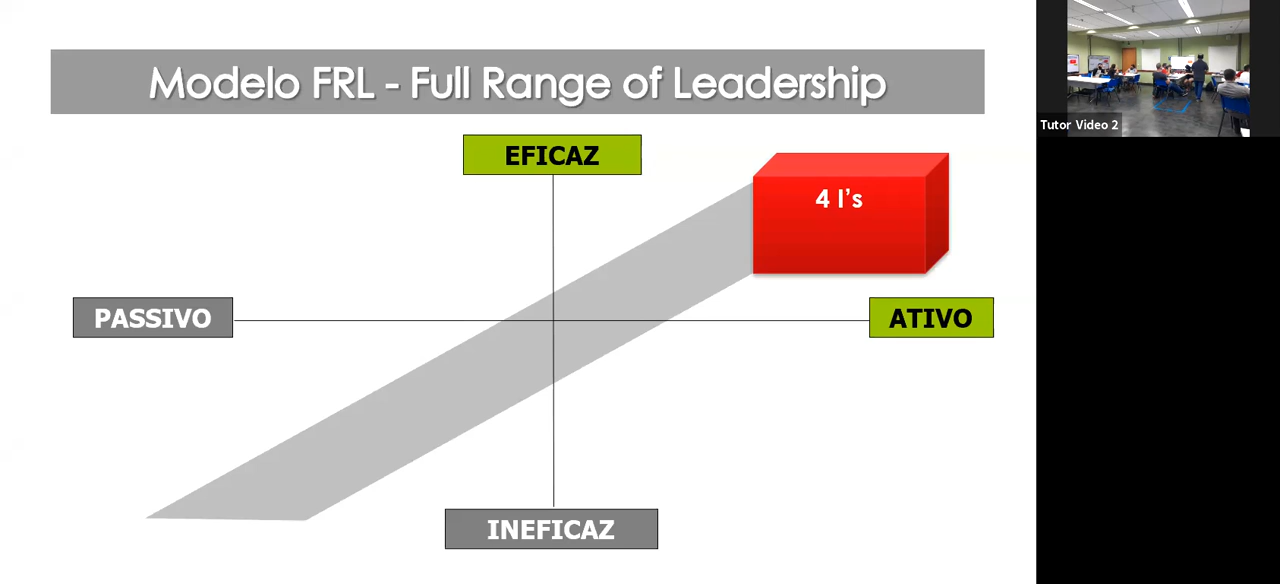 Modelo FRL - Full Range of Leadership
EFICAZ
4 I's
PASSIVO
ATIVO
INEFICAZ
Tutor Video 2